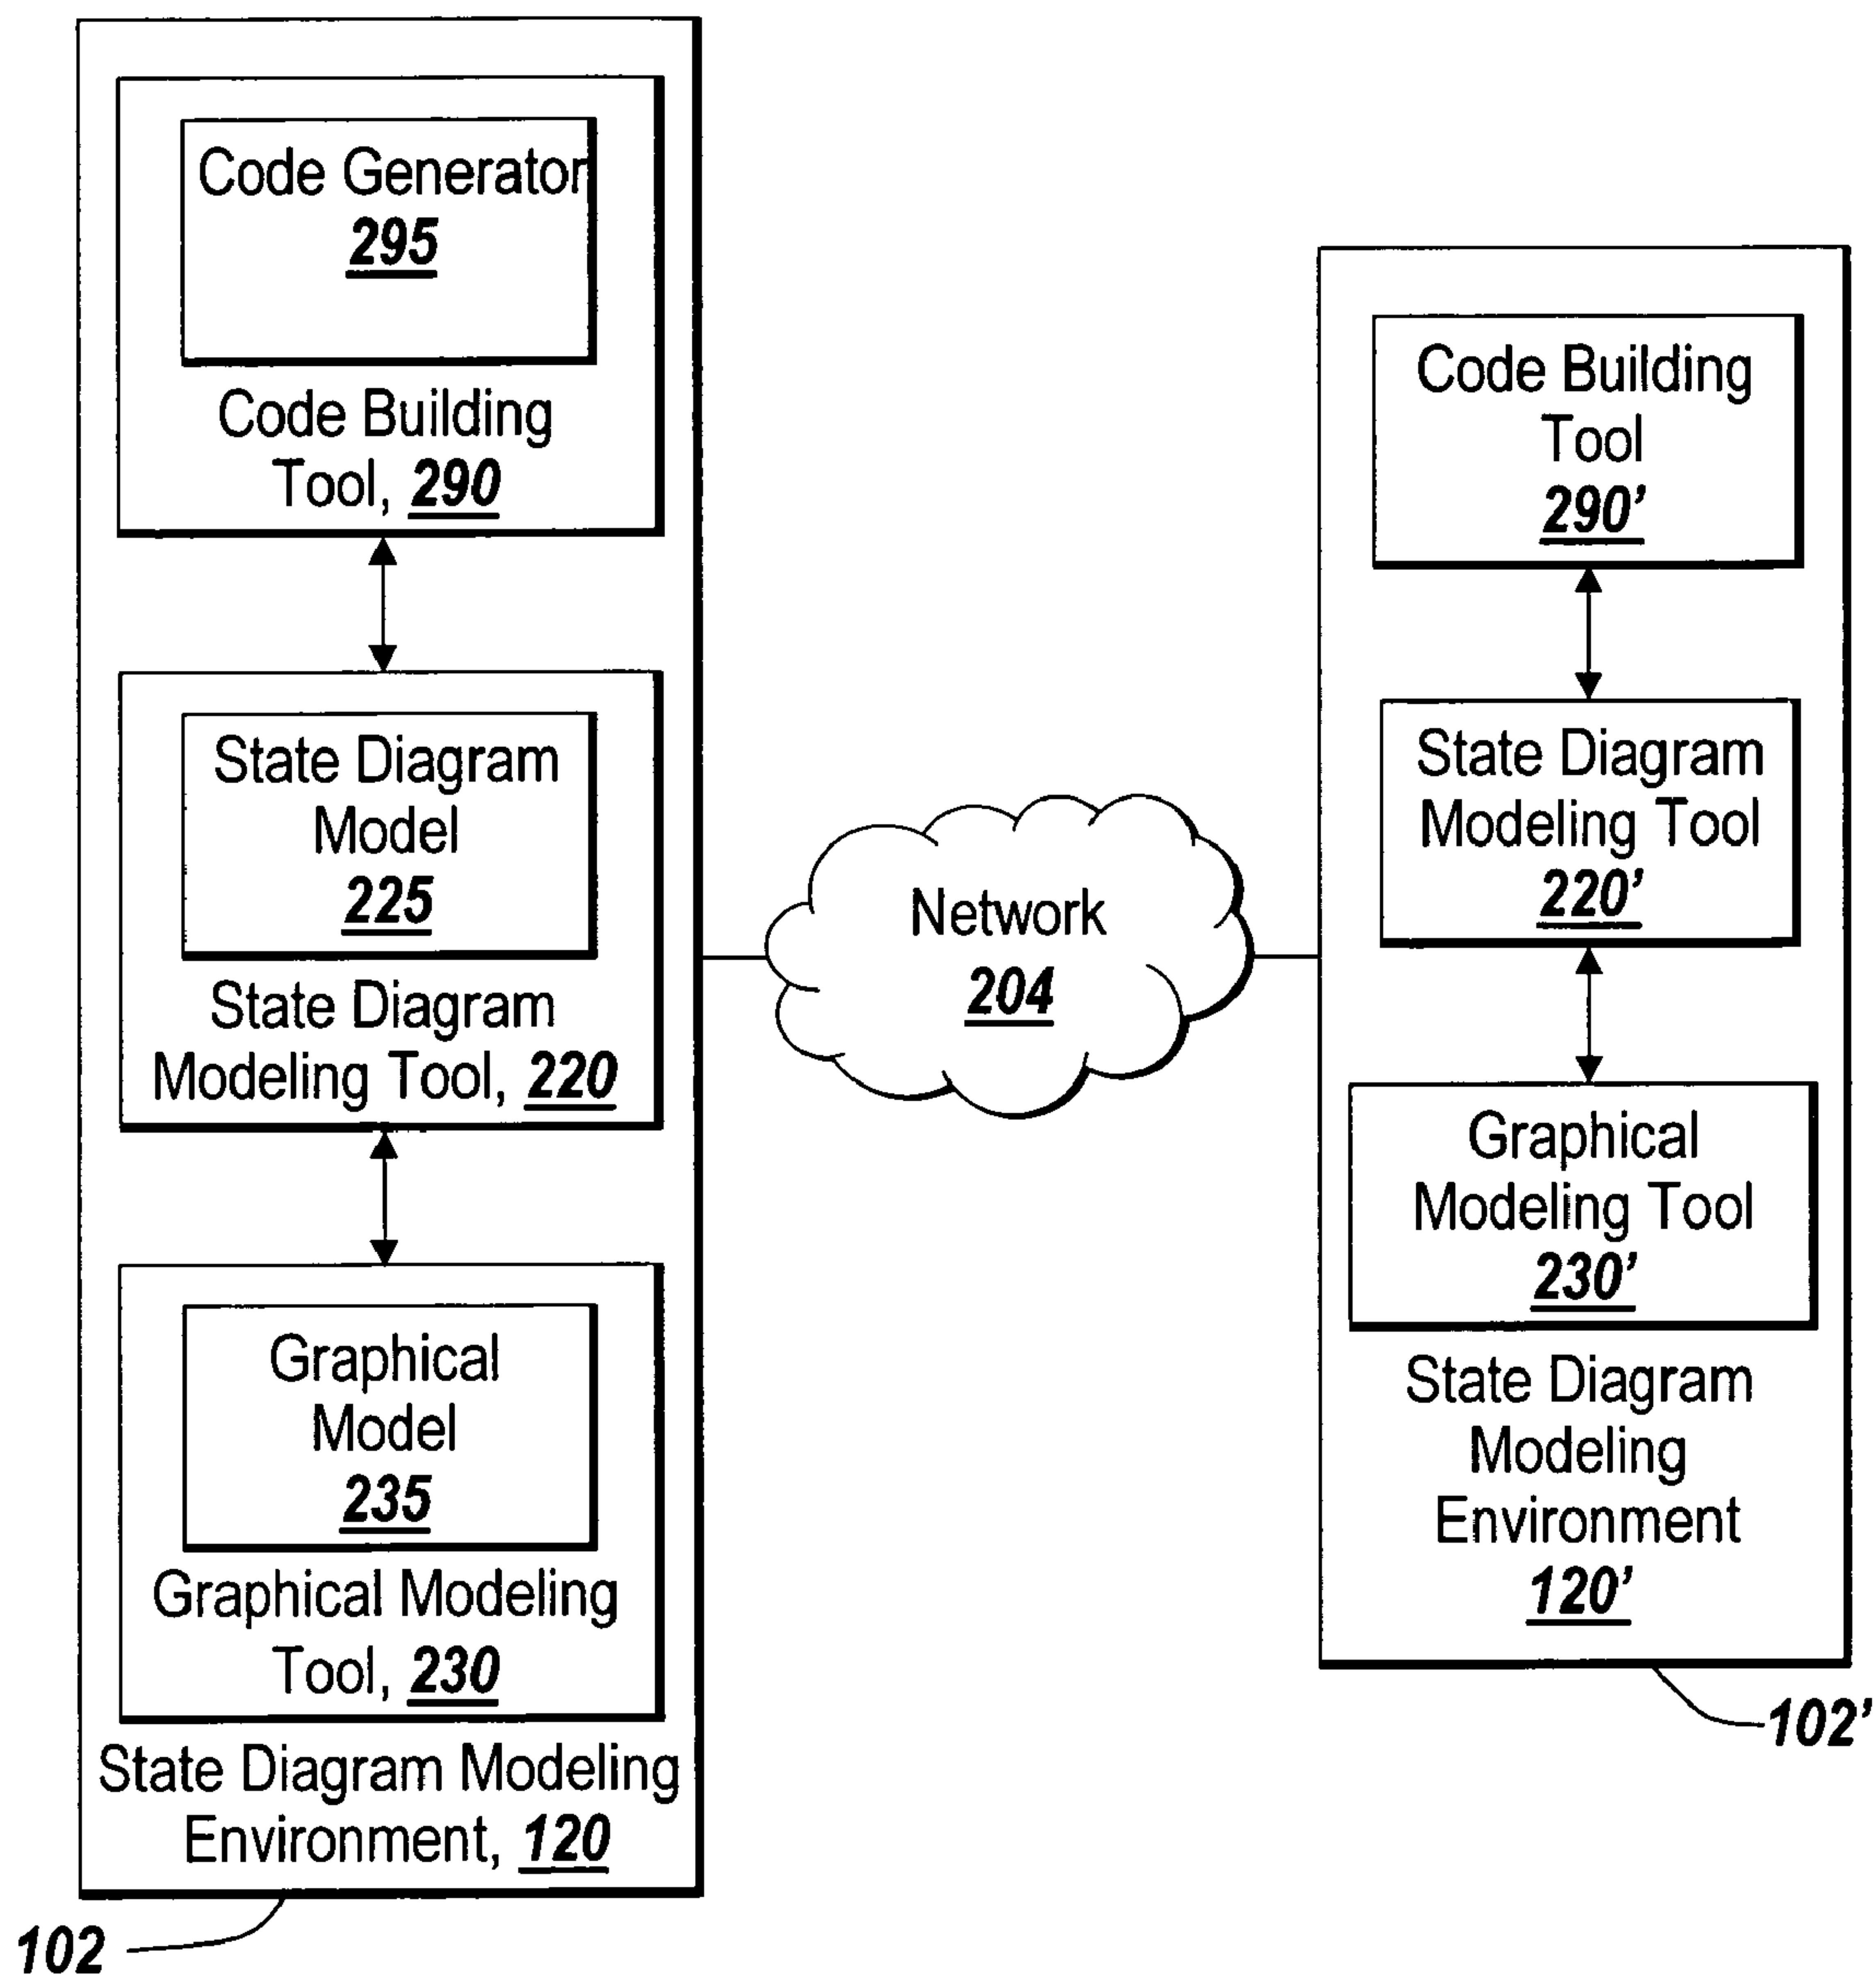 Code Generator
295
Code Building
Tool, 290
State Diagram
Model
225
State Diagram
Modeling Tool, 220
Graphical
Model
235
Graphical Modeling
Tool, 230
State Diagram Modeling
Environment, 120
102
Network
204
Code Building
Tool
290’
State Diagram
Modeling Tool
220’
Graphical
Modeling Tool
230’
State Diagram
Modeling
Environment
120’
102’